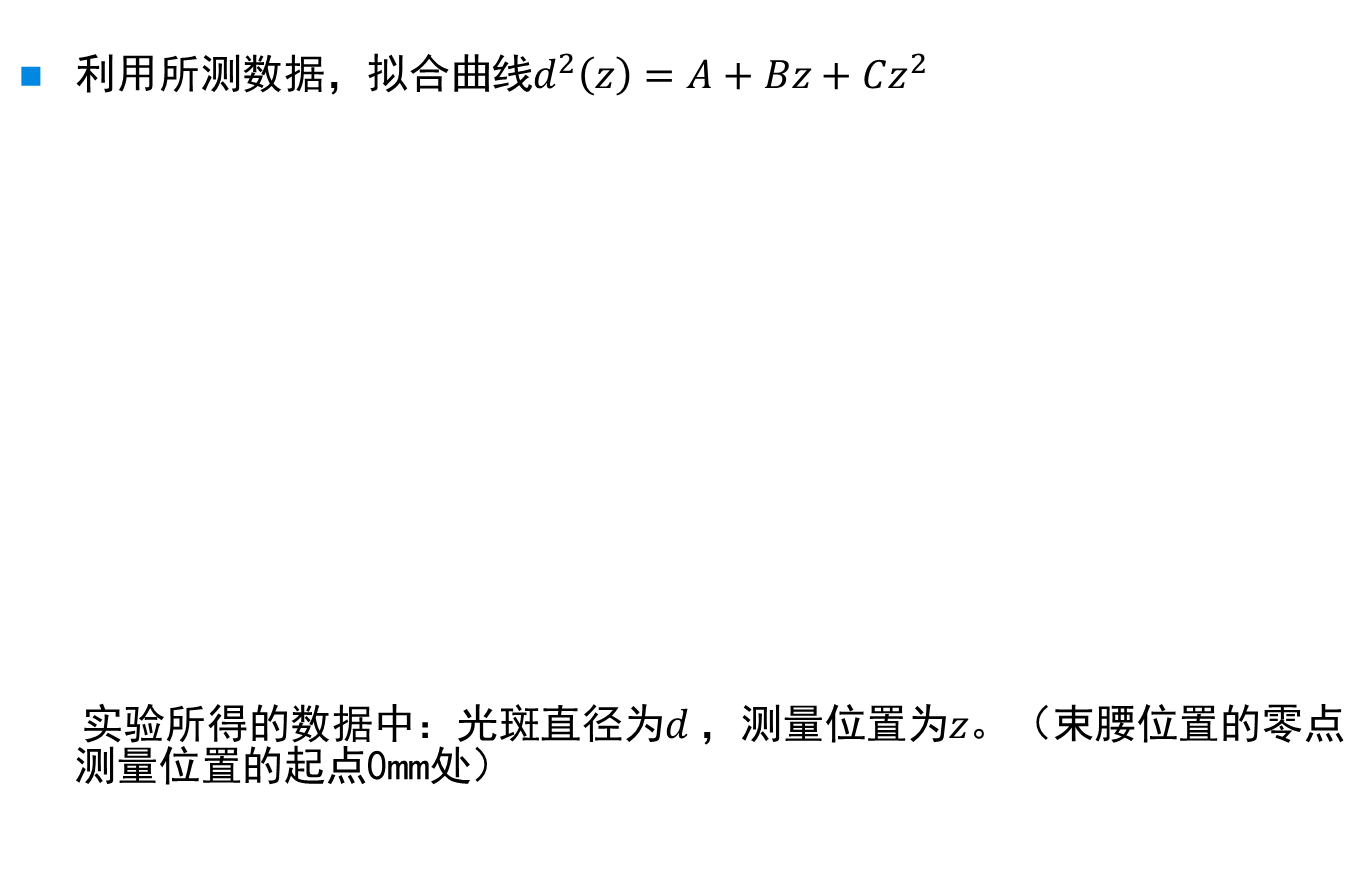 利用所测数据，拟合曲线d²(z) = A + Bz + Cz²
实验所得的数据中：光斑直径为d ，测量位置为z。（束腰位置的零点
测量位置的起点0mm处）